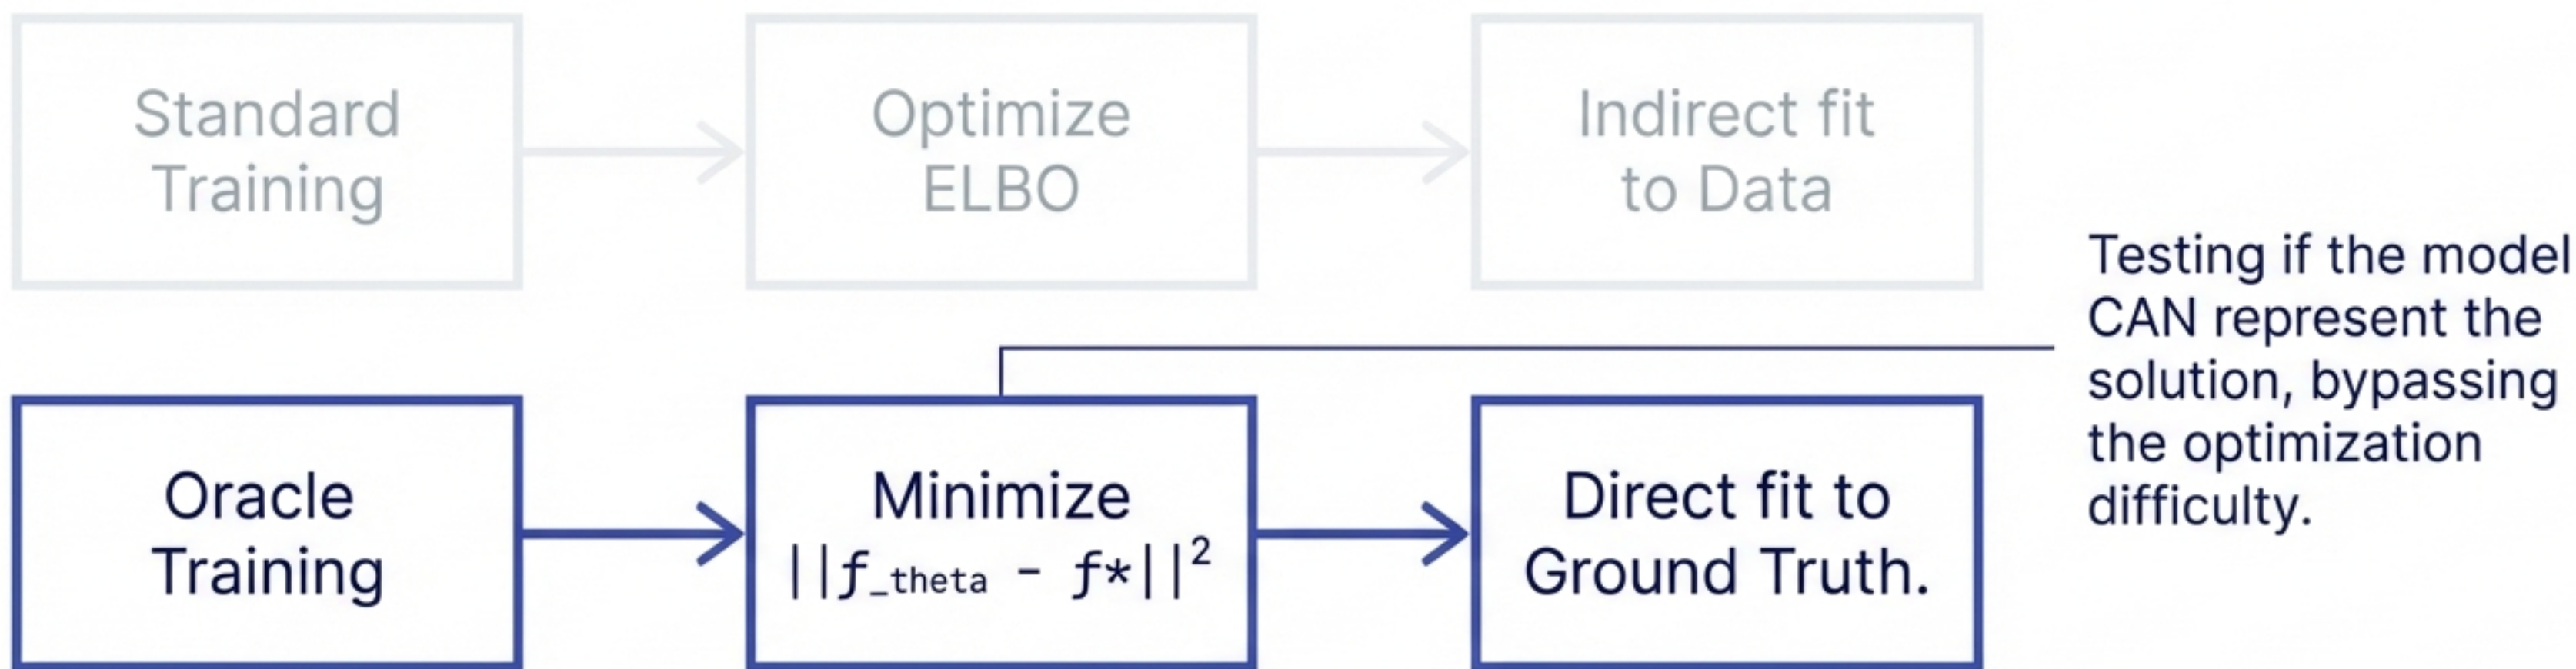 Standard
Training
Optimize
ELBO
Indirect fit
to Data
Testing if the model
CAN represent the
solution, bypassing
the optimization
difficulty.
Oracle
Training
Minimize
||f_theta - f*||²
Direct fit to
Ground Truth.